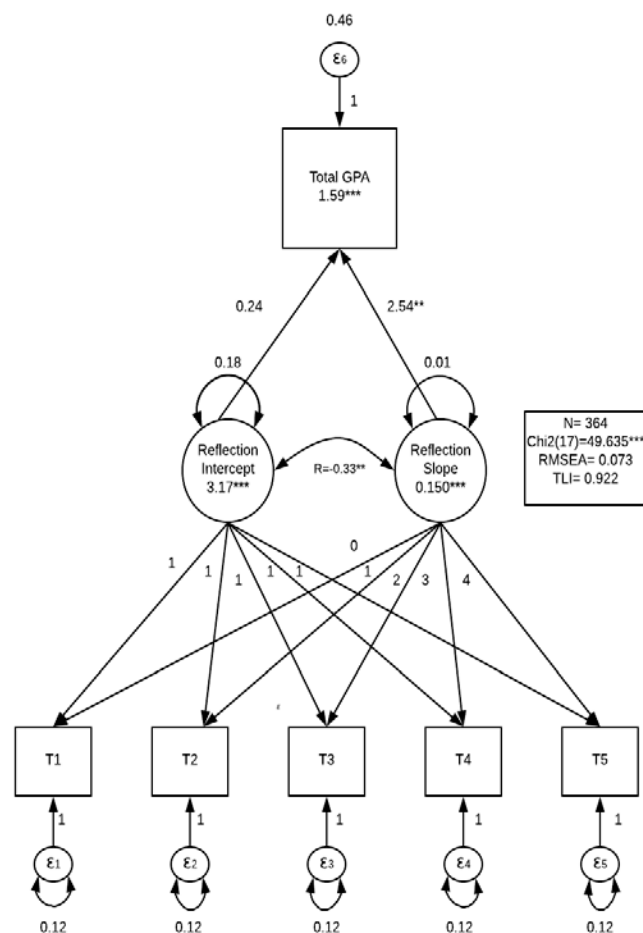 0.46
ε6
1
Total GPA
1.59***
0.24
2.54**
0.18
0.01
Reflection
Intercept
3.17***
R=-0.33**
Reflection
Slope
0.150***
N= 364
Chi2(17)=49.635***
RMSEA= 0.073
TLI= 0.922
0
1 1 1 1 1 1 2 3 4
T1 T2 T3 T4 T5
1 1 1 1 1
ε1 ε2 ε3 ε4 ε5
0.12 0.12 0.12 0.12 0.12